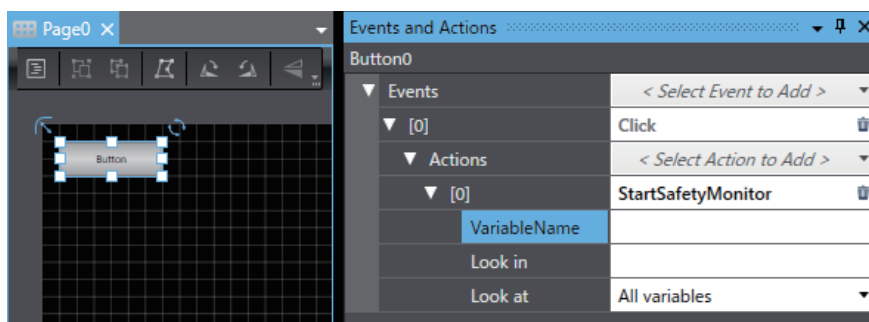 Page0
Events and Actions
Button0
Events
< Select Event to Add >
[0]
Click
Actions
< Select Action to Add >
[0]
StartSafetyMonitor
VariableName
Look in
Look at
All variables
Button